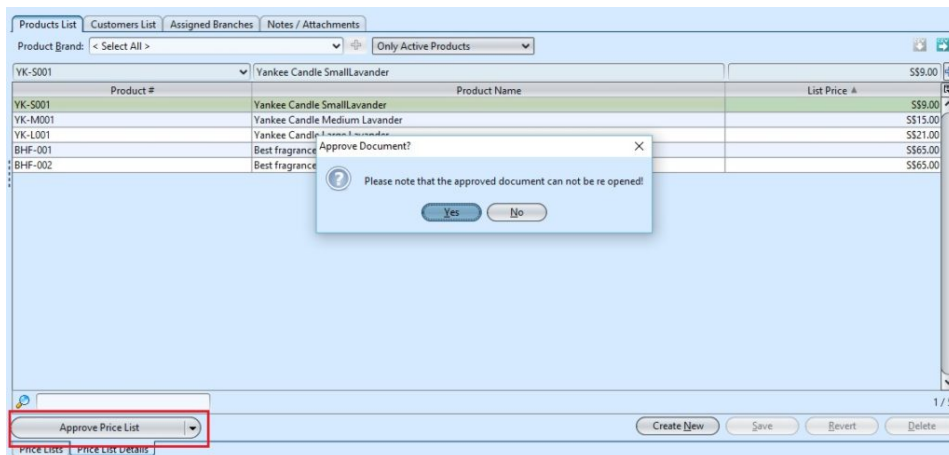 Products List Customers List Assigned Branches Notes / Attachments
Product Brand: < Select All > Only Active Products
YK-S001 Yankee Candle SmallLavander S$9.00
Product # Product Name List Price
YK-S001 Yankee Candle SmallLavander S$9.00
YK-M001 Yankee Candle Medium Lavander S$15.00
YK-L001 Yankee Candle Large Lavander S$21.00
BHF-001 Best fragrance S$65.00
BHF-002 Best fragrance S$65.00
Approve Document?
Please note that the approved document can not be re opened!
Yes No
1/
Approve Price List Create New Save Revert Delete
Price Lists Price List Details